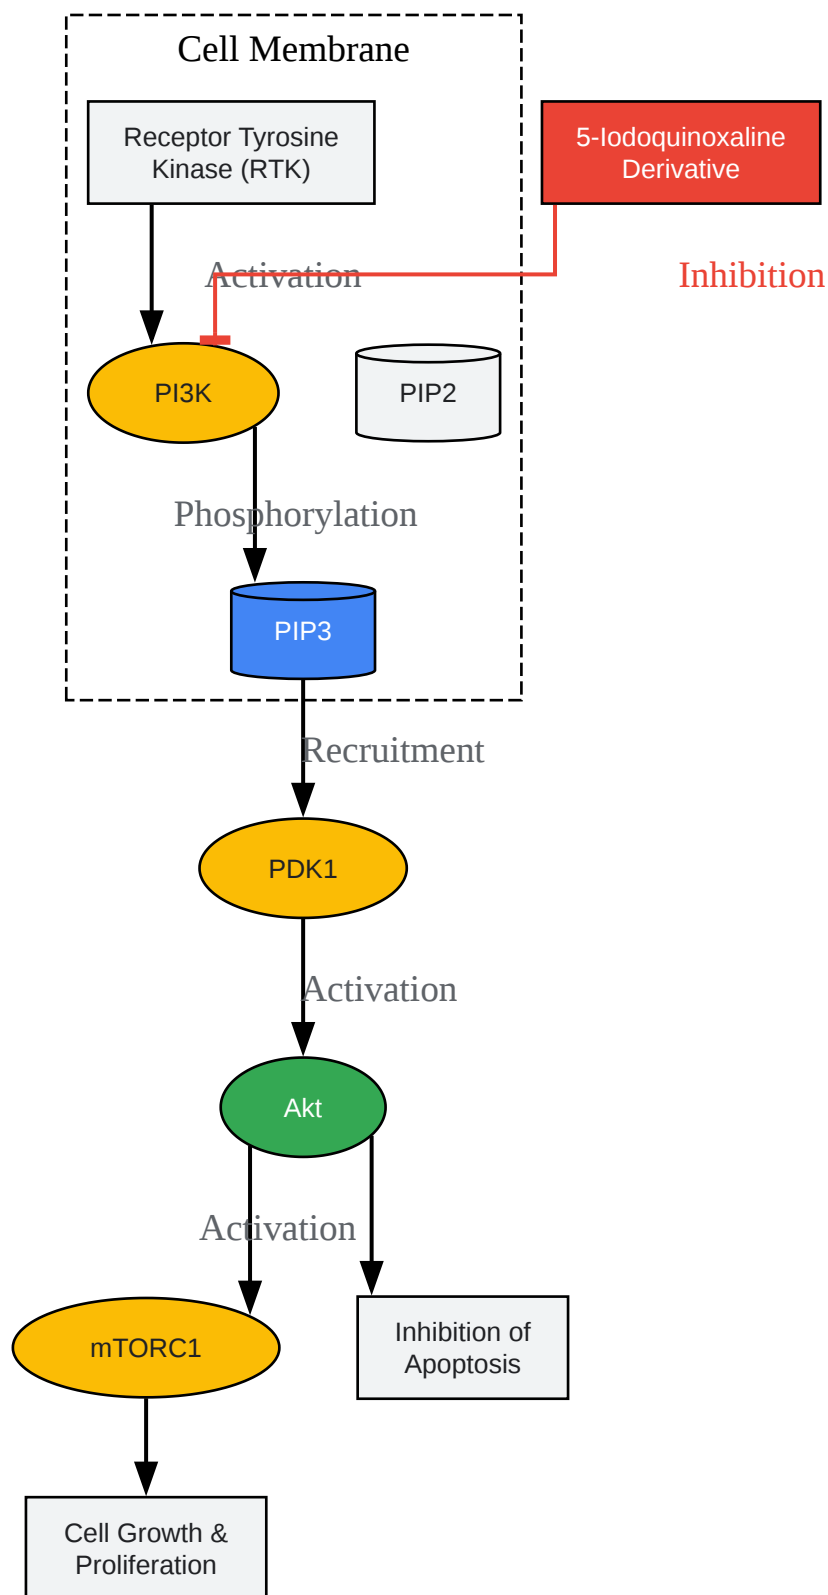 Cell Membrane
Receptor Tyrosine
Kinase (RTK)
5-Iodoquinoxaline
Derivative
Activation
Inhibition
PI3K
PIP2
Phosphorylation
PIP3
Recruitment
PDK1
Activation
Akt
Activation
mTORC1
Inhibition of
Apoptosis
Cell Growth &
Proliferation